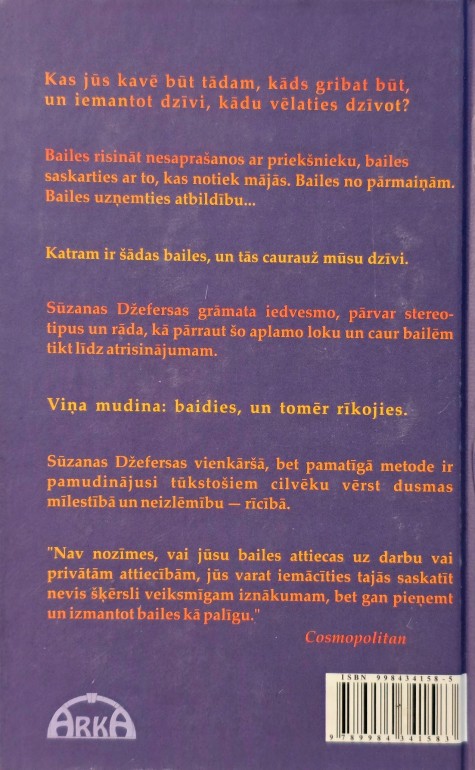 Kas jūs kavē būt tādam, kāds gribat būt,
un iemantot dzīvi, kādu vēlaties dzīvot?
Bailes risināt nesaprašanos ar priekšnieku, bailes
saskarties ar to, kas notiek mājās. Bailes no pārmaiņām.
Bailes uzņemties atbildību...
Katram ir šādas bailes, un tās caurauž mūsu dzīvi.
Sūzanas Džefersas grāmata iedvesmo, pārvar stereo-
tipus un rāda, kā pārraut šo aplamo loku un caur bailēm
tikt līdz atrisinājumam.
Viņa mudina: baidies, un tomēr rīkojies.
Sūzanas Džefersas vienkāršā, bet pamatīgā metode ir
pamudinājusi tūkstošiem cilvēku vērst dusmas
mīlestībā un neizlēmību — rīcībā.
"Nav nozīmes, vai jūsu bailes attiecas uz darbu vai
privātām attiecībām, jūs varat iemācīties tajās saskatīt
nevis šķērsli veiksmīgam iznākumam, bet gan pieņemt
un izmantot bailes kā palīgu."
Cosmopolitan
ISBN 998434158-5
9 789984 341583
ARKA